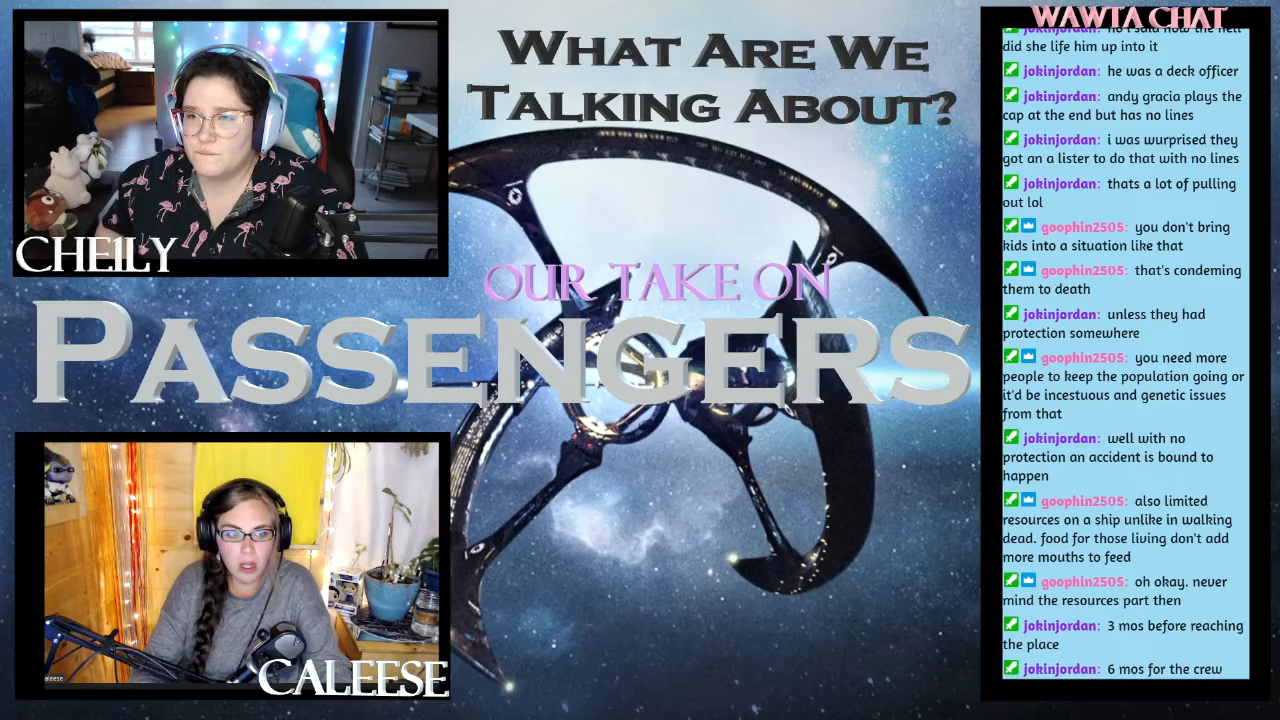 WHAT ARE WE
TALKING ABOUT?
OUR TAKE ON
PASSENGERS
CHE1LY
CALEESE
aleese
WAWTA CHAT
no i said how the hell
did she life him up into it
jokinjordan: he was a deck officer
jokinjordan: andy gracia plays the
cap at the end but has no lines
jokinjordan: i was wurprised they
got an a lister to do that with no lines
jokinjordan: thats a lot of pulling
out lol
goophin2505: you don't bring
kids into a situation like that
goophin2505: that's condeming
them to death
jokinjordan: unless they had
protection somewhere
goophin2505: you need more
people to keep the population going or
it'd be incestuous and genetic issues
from that
jokinjordan: well with no
protection an accident is bound to
happen
goophin2505: also limited
resources on a ship unlike in walking
dead. food for those living don't add
more mouths to feed
goophin2505: oh okay. never
mind the resources part then
jokinjordan: 3 mos before reaching
the place
jokinjordan: 6 mos for the crew